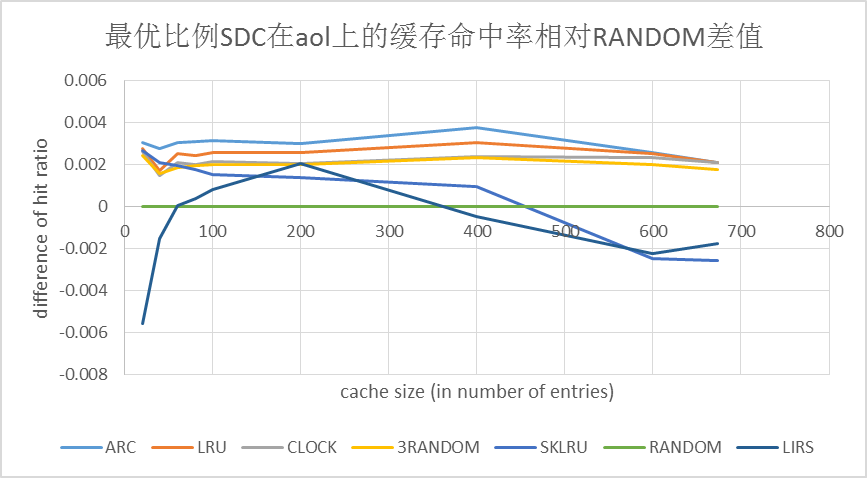 最优比例SDC在aol上的缓存命中率相对RANDOM差值
0.006
0.004
0.002
0
-0.002
-0.004
-0.006
-0.008
difference of hit ratio
0 100 200 300 400 500 600 700 800
cache size (in number of entries)
ARC LRU CLOCK 3RANDOM SKLRU RANDOM LIRS